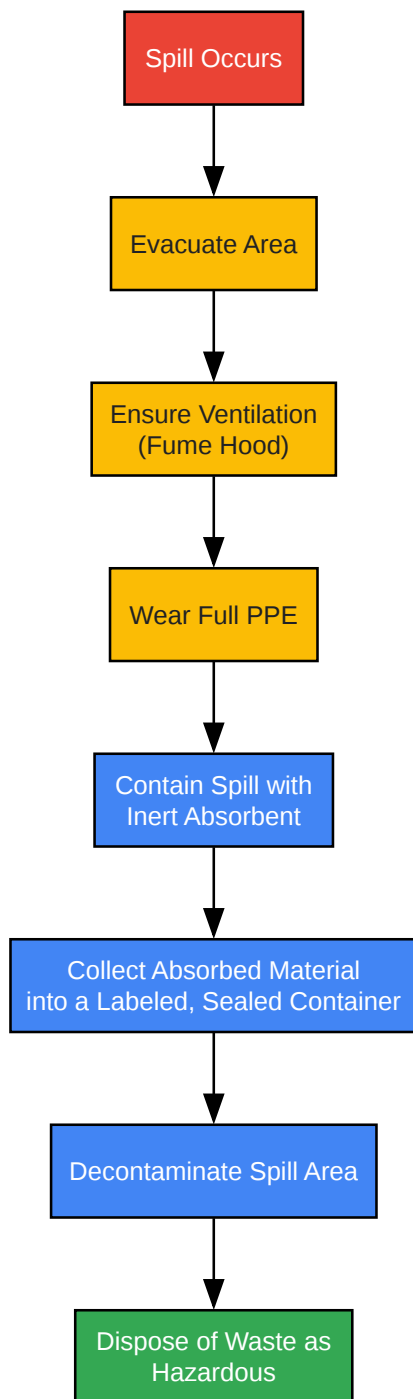 Spill Occurs
Evacuate Area
Ensure Ventilation
(Fume Hood)
Wear Full PPE
Contain Spill with
Inert Absorbent
Collect Absorbed Material
into a Labeled, Sealed Container
Decontaminate Spill Area
Dispose of Waste as
Hazardous